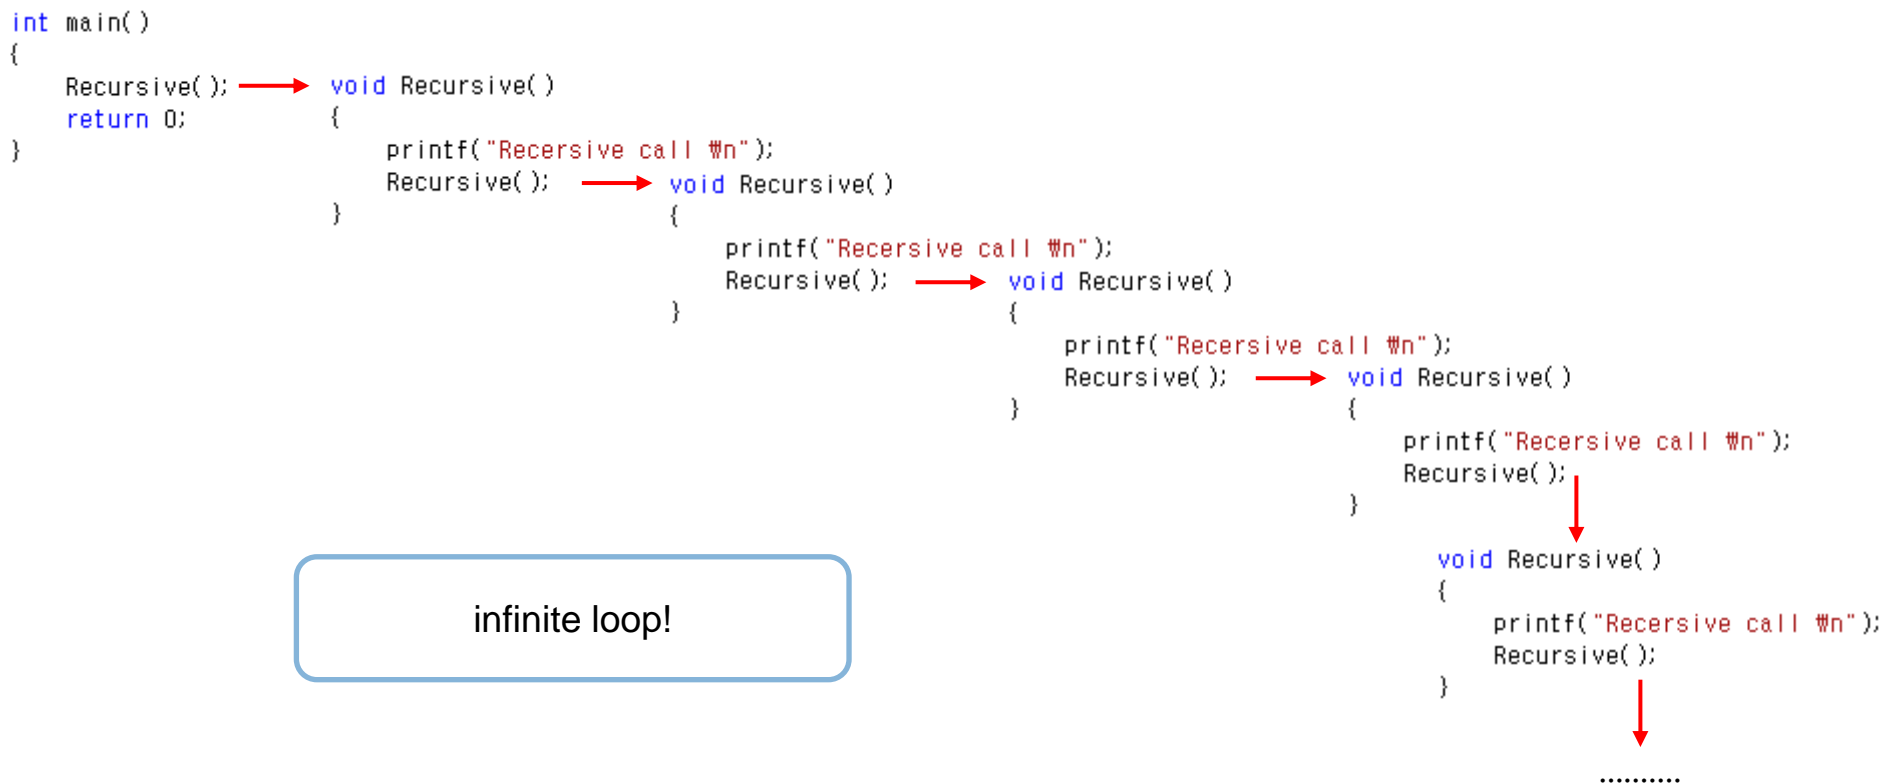 int main()
{
Recursive();
return 0;
}
void Recursive()
{
printf("Recersive call ₩n");
Recursive();
}
void Recursive()
{
printf("Recersive call ₩n");
Recursive();
}
void Recursive()
{
printf("Recersive call ₩n");
Recursive();
}
void Recursive()
{
printf("Recersive call ₩n");
Recursive();
}
void Recursive()
{
printf("Recersive call ₩n");
Recursive();
}
..........
infinite loop!